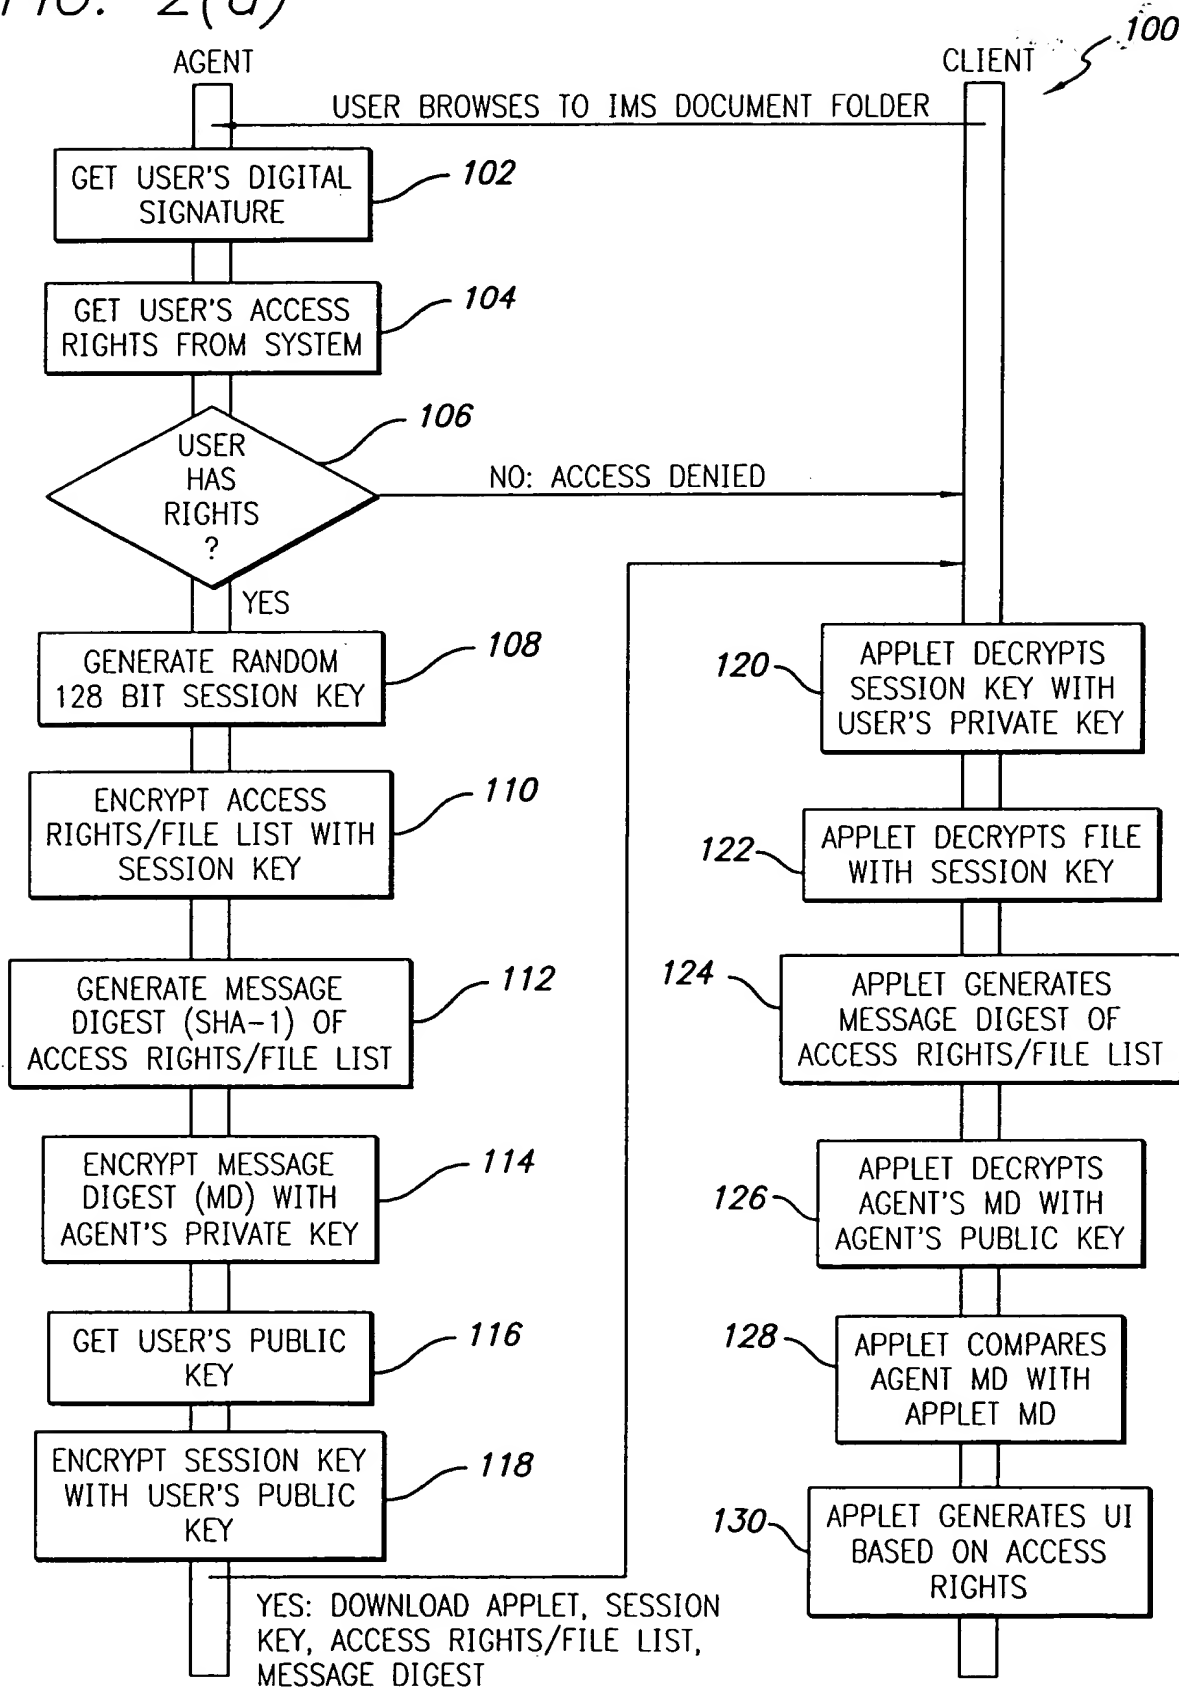 FIG. 2(a)
100
AGENT
CLIENT
USER BROWSES TO IMS DOCUMENT FOLDER
GET USER'S DIGITAL
SIGNATURE
102
GET USER'S ACCESS
RIGHTS FROM SYSTEM
104
USER
HAS
RIGHTS
?
106
NO: ACCESS DENIED
YES
GENERATE RANDOM
128 BIT SESSION KEY
108
ENCRYPT ACCESS
RIGHTS/FILE LIST WITH
SESSION KEY
110
GENERATE MESSAGE
DIGEST (SHA-1) OF
ACCESS RIGHTS/FILE LIST
112
ENCRYPT MESSAGE
DIGEST (MD) WITH
AGENT'S PRIVATE KEY
114
GET USER'S PUBLIC
KEY
116
ENCRYPT SESSION KEY
WITH USER'S PUBLIC
KEY
118
YES: DOWNLOAD APPLET, SESSION
KEY, ACCESS RIGHTS/FILE LIST,
MESSAGE DIGEST
120
APPLET DECRYPTS
SESSION KEY WITH
USER'S PRIVATE KEY
122
APPLET DECRYPTS FILE
WITH SESSION KEY
124
APPLET GENERATES
MESSAGE DIGEST OF
ACCESS RIGHTS/FILE LIST
126
APPLET DECRYPTS
AGENT'S MD WITH
AGENT'S PUBLIC KEY
128
APPLET COMPARES
AGENT MD WITH
APPLET MD
130
APPLET GENERATES UI
BASED ON ACCESS
RIGHTS